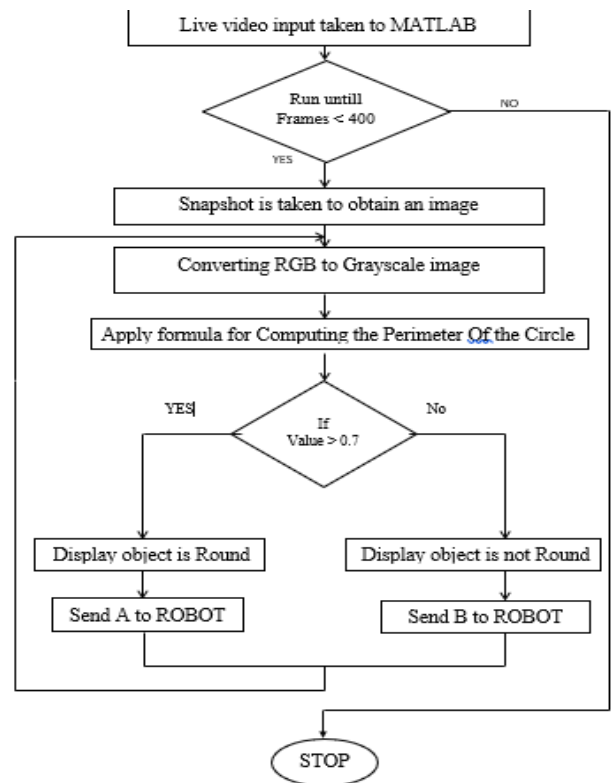 Live video input taken to MATLAB
Run untill
Frames < 400
NO
YES
Snapshot is taken to obtain an image
Converting RGB to Grayscale image
Apply formula for Computing the Perimeter Of the Circle
YES
No
If
Value > 0.7
Display object is Round
Display object is not Round
Send A to ROBOT
Send B to ROBOT
STOP